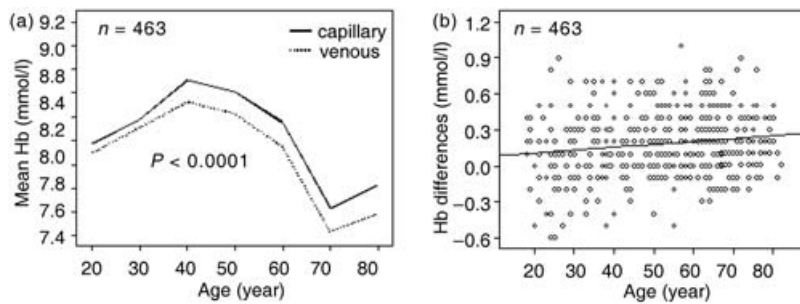 (a)
n = 463
capillary
venous
P < 0.0001
Mean Hb (mmol/l)
9.2
9.0
8.8
8.4
8.2
8.0
7.8
7.6
7.4
20 30 40 50 60 70 80
Age (year)
(b)
n = 463
Hb differences (mmol/l)
1.2
0.9
0.6
0.3
0.0
−0.3
−0.6
20 30 40 50 60 70 80
Age (year)